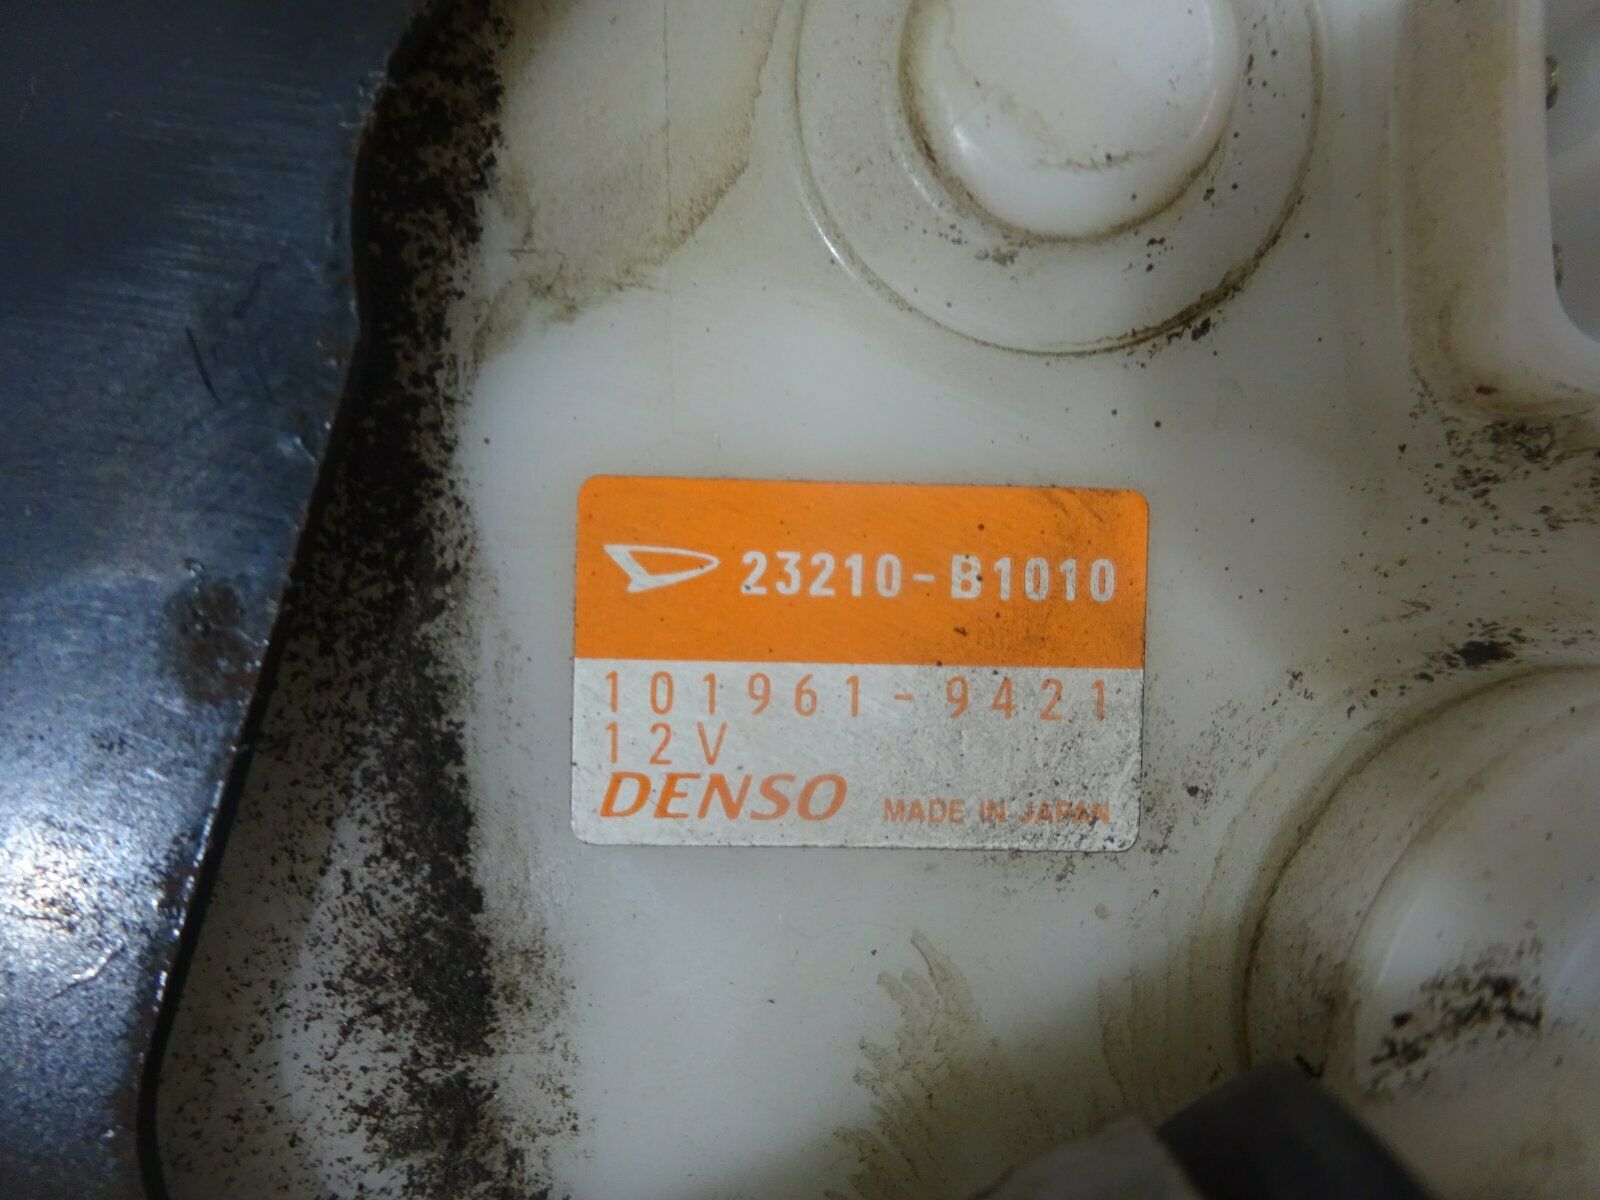 23210-B1010
101961-9421
12V
DENSO MADE IN JAPAN